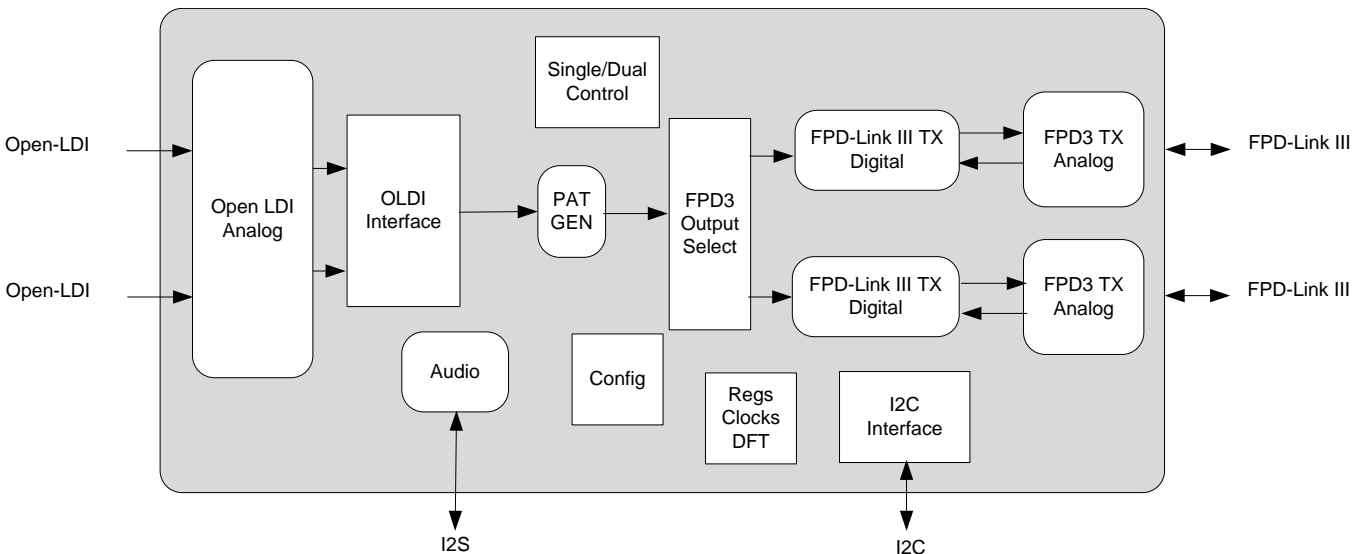 Single/Dual
Control
Open-LDI
Open-LDI
Open LDI
Analog
OLDI
Interface
PAT
GEN
FPD3
Output
Select
FPD-Link III TX
Digital
FPD3 TX
Analog
FPD-Link III
FPD-Link III TX
Digital
FPD3 TX
Analog
FPD-Link III
Audio
Config
Regs
Clocks
DFT
I2C
Interface
I2S
I2C